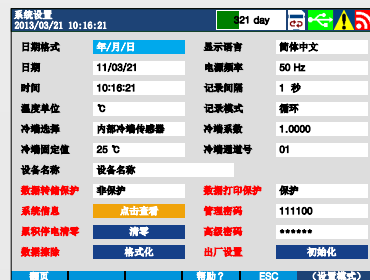 系统设置
2013/03/21 10:16:21 321 day
日期格式 年/月/日 显示语言 简体中文
日期 11/03/21 电源频率 50 Hz
时间 10:16:21 记录间隔 1 秒
温度单位 ℃ 记录模式 循环
冷端选择 内部冷端传感器 冷端系数 1.0000
冷端固定值 25 ℃ 冷端通道号 01
设备名称 设备名称
数据转储保护 非保护 数据打印保护 保护
系统信息 点击查看 管理密码 111100
累积停电清零 清零 高级密码 ******
数据擦除 格式化 出厂设置 初始化
翻页 帮助? ESC (设置模式)